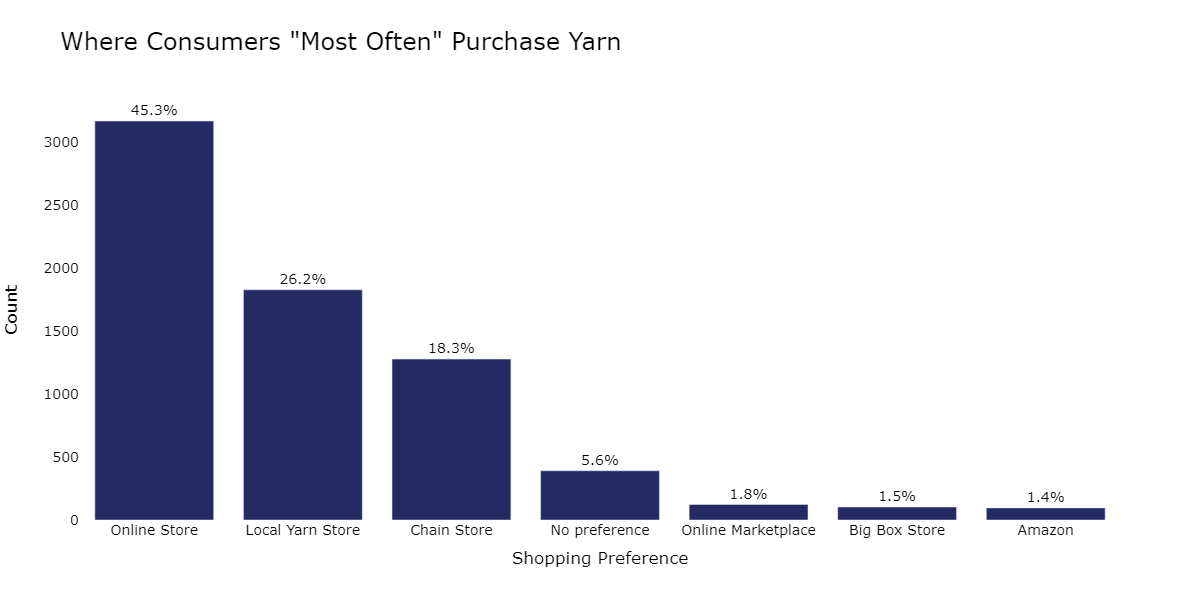 Where Consumers "Most Often" Purchase Yarn
45.3%
3000
2500
26.2%
2000
18.3%
1500
1000
5.6%
500
1.8%
1.5%
1.4%
0
Count
Online Store
Local Yarn Store
Chain Store
No preference
Online Marketplace
Big Box Store
Amazon
Shopping Preference